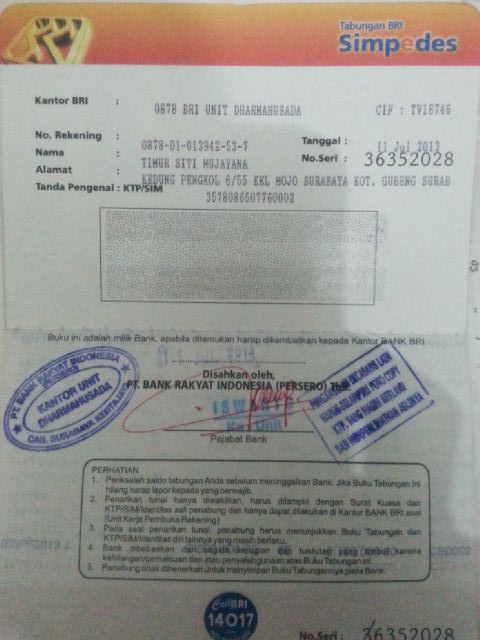 Tabungan BRI
Simpedes
Kantor BRI : 0878 BRI UNIT DHARMAHUSADA CIF : TV18746
No. Rekening : 0878-01-013942-53-7 Tanggal : 11 Jul 2013
Nama : TIMUR SITI MUJAYANA No.Seri : 36352028
Alamat : KEDUNG PENGKOL 6/55 KEL MOJO SURABAYA KOT. GUBENG SURAB
Tanda Pengenal : KTP/SIM 3578086507760002
Buku ini adalah milik Bank, apabila ditemukan harap dikembalikan kepada Kantor BANK BRI
Disahkan oleh,
PT. BANK RAKYAT INDONESIA (PERSERO) Tbk.
Pejabat Bank
PT. BANK RAKYAT INDONESIA
(PERSERO)
KANTOR UNIT
DHARMAHUSADA
CAB. SURABAYA KERTAJAYA
PERHATIAN
1. Periksalah saldo tabungan Anda sebelum meninggalkan Bank. Jika Buku Tabungan ini
hilang harap lapor kepada yang berwajib.
2. Penarikan tunai hanya diwakilkan, harus dilampiri dengan Surat Kuasa dan
KTP/SIM/Identitas asli penabung dan hanya dapat dilakukan di Kantor BANK BRI asal
(Unit Kerja Pembuka Rekening)
3. Pada saat penarikan tunai, penabung harus menunjukkan Buku Tabungan dan
KTP/SIM/Identitas diri lainnya yang masih berlaku.
4. Bank dibebaskan dari segala kerugian dan tuntutan yang timbul karena
kehilangan/pemalsuan dan atau penyalahgunaan atas Buku Tabungan ini.
5. Penabung tidak dibenarkan untuk menyimpan Buku Tabungannya pada Bank.
Call BRI
14017
No.Seri : 36352028